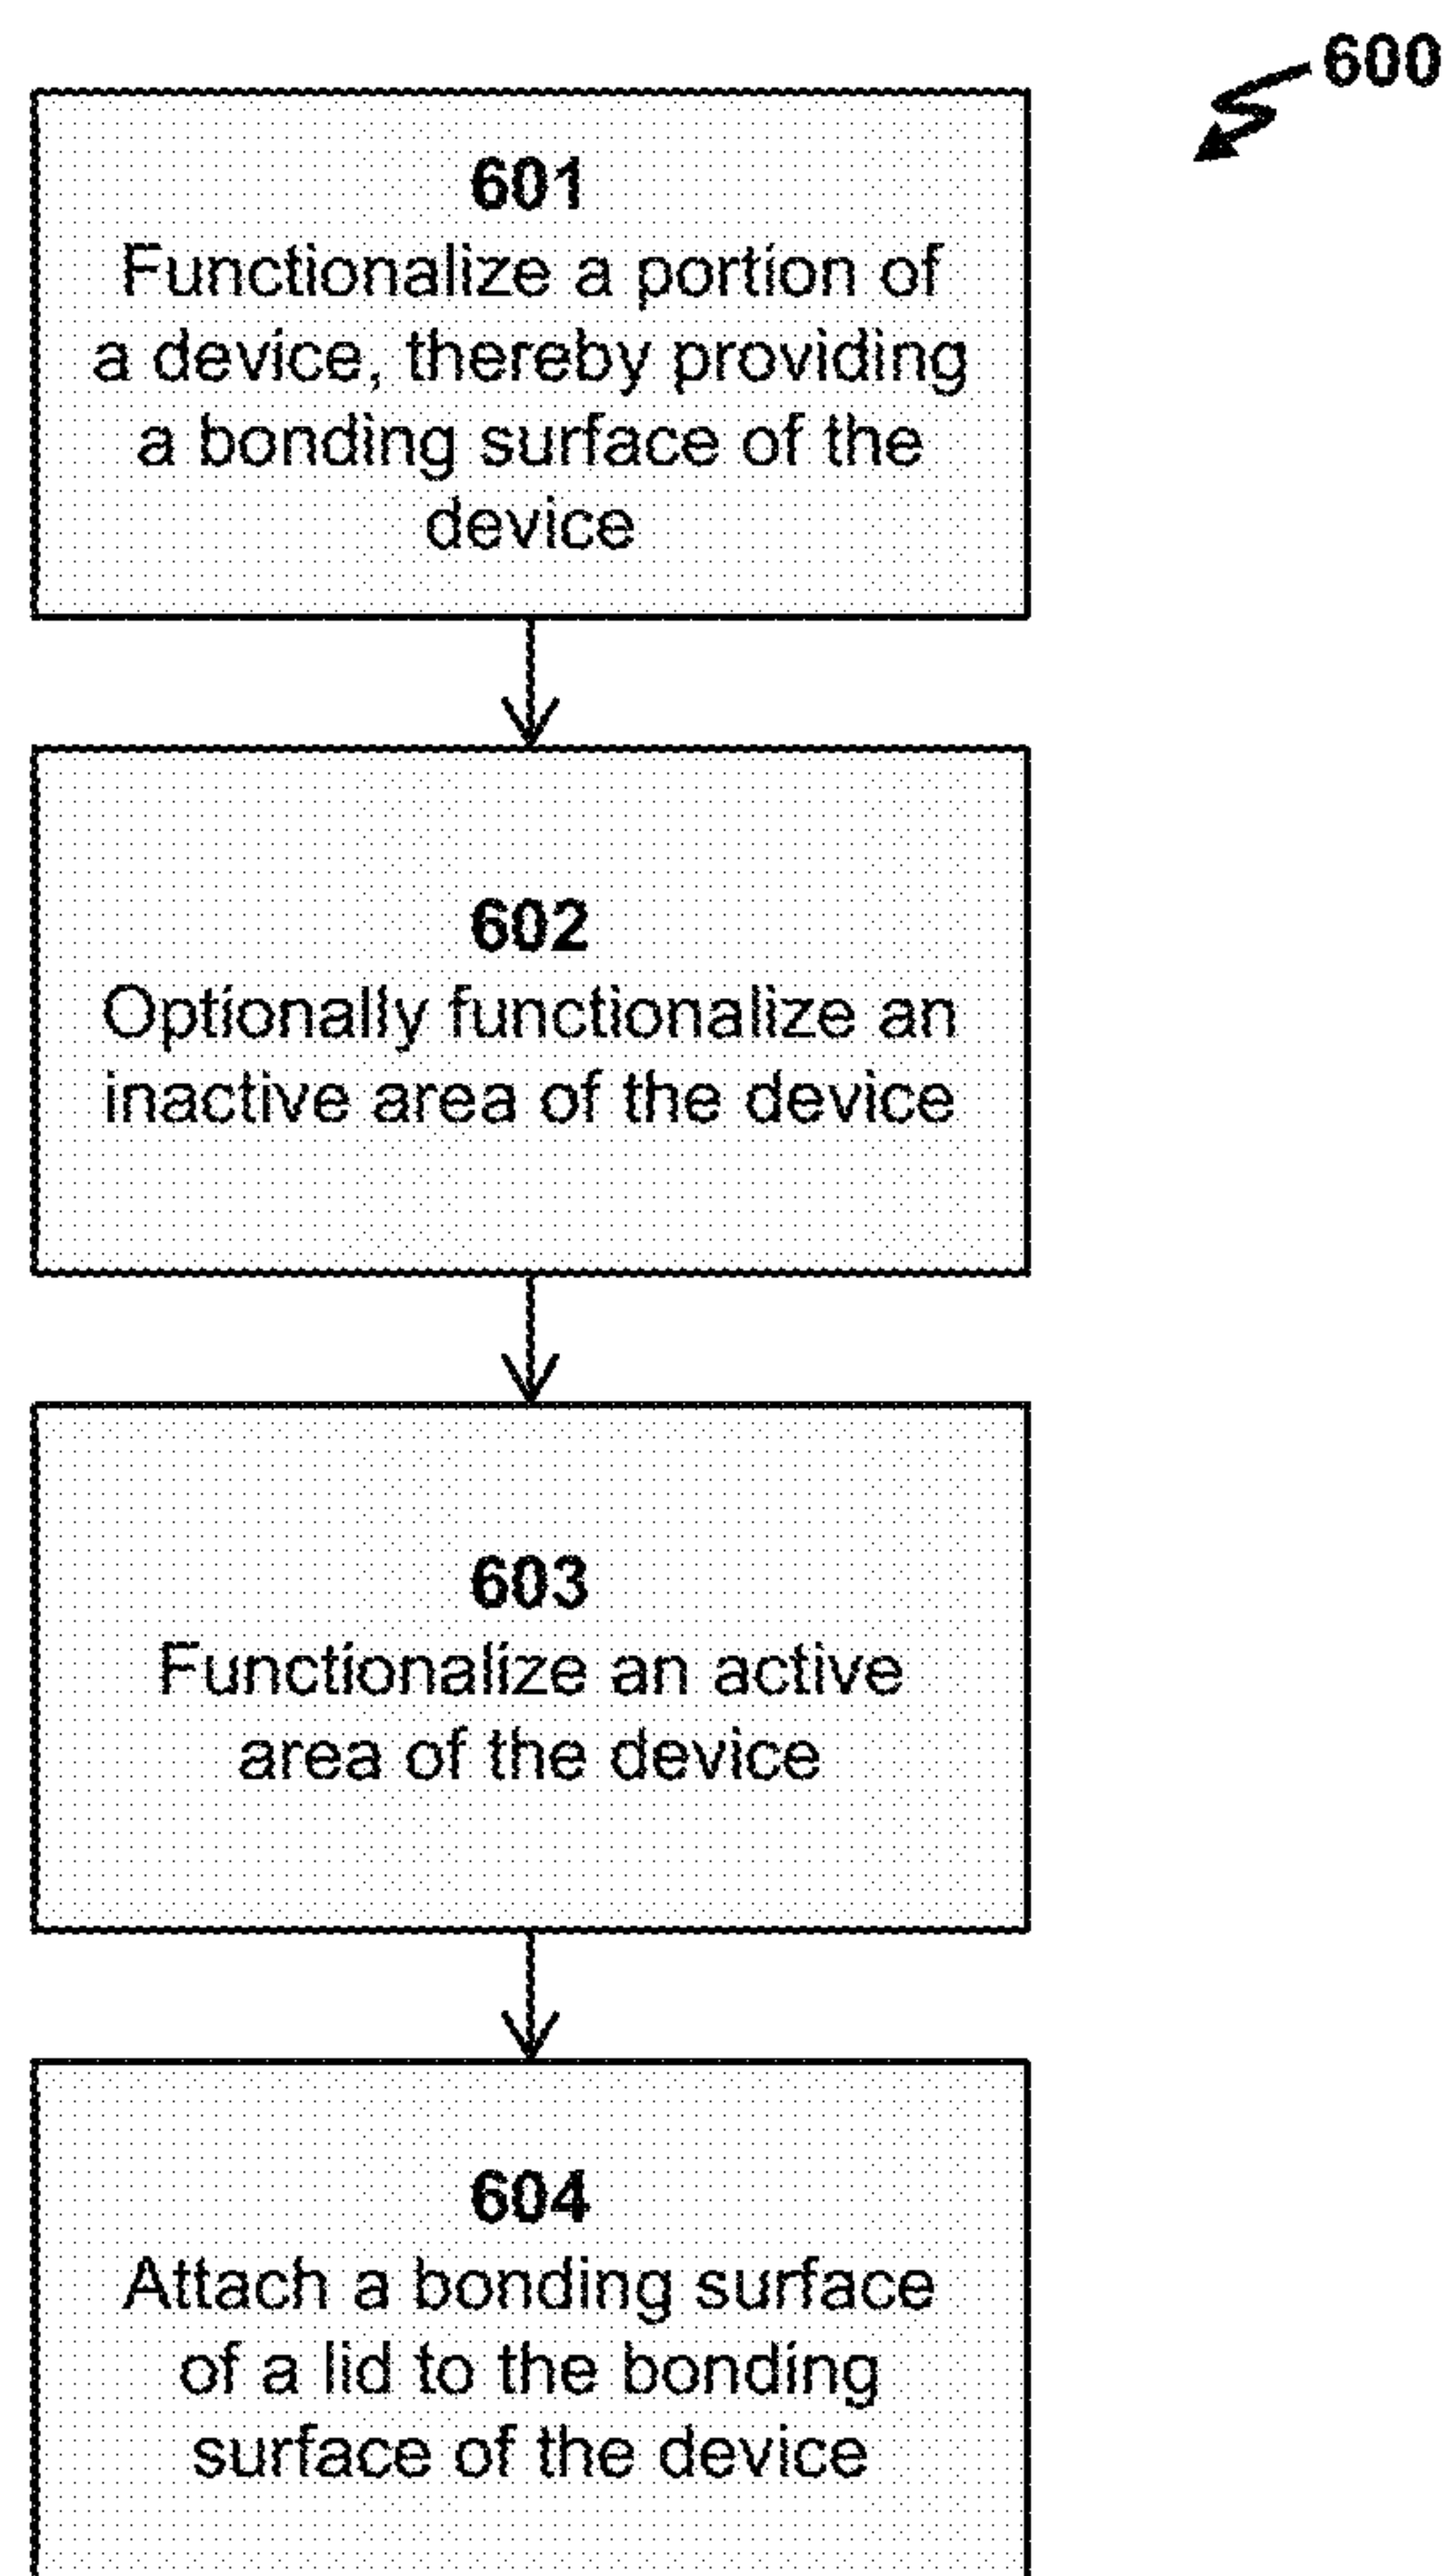 600
601
Functionalize a portion of
a device, thereby providing
a bonding surface of the
device
602
Optionally functionalize an
inactive area of the device
603
Functionalize an active
area of the device
604
Attach a bonding surface
of a lid to the bonding
surface of the device